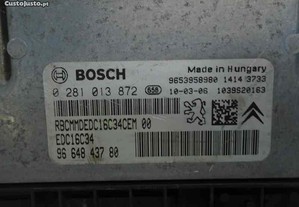 CustoJusto.pt
BOSCH
Made in Hungary
9653958980 1414 3733
0 281 013 872 658 10-03-06 1039S20163
RBCMMDEDC16C34CEM 00
EDC16C34
96 648 437 80